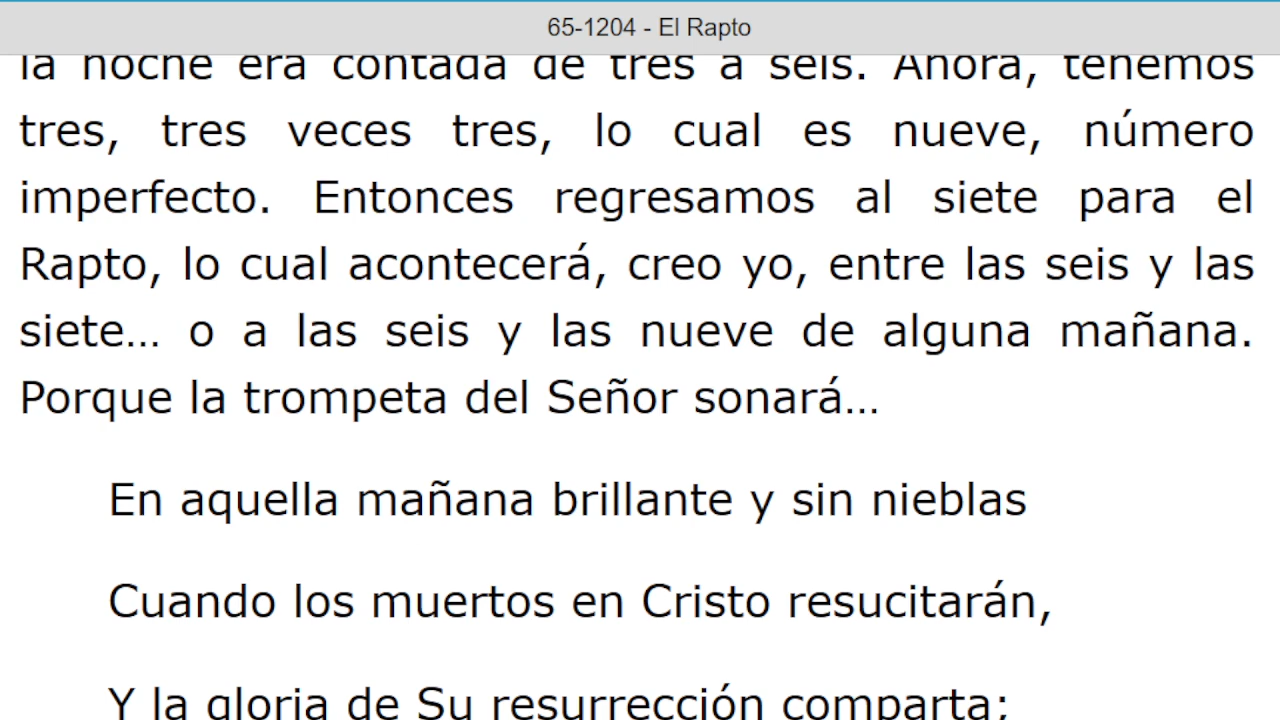 65-1204 - El Rapto
la noche era contada de tres a seis. Ahora, tenemos
tres, tres veces tres, lo cual es nueve, número
imperfecto. Entonces regresamos al siete para el
Rapto, lo cual acontecerá, creo yo, entre las seis y las
siete… o a las seis y las nueve de alguna mañana.
Porque la trompeta del Señor sonará…
En aquella mañana brillante y sin nieblas
Cuando los muertos en Cristo resucitarán,
Y la gloria de Su resurrección comparta;